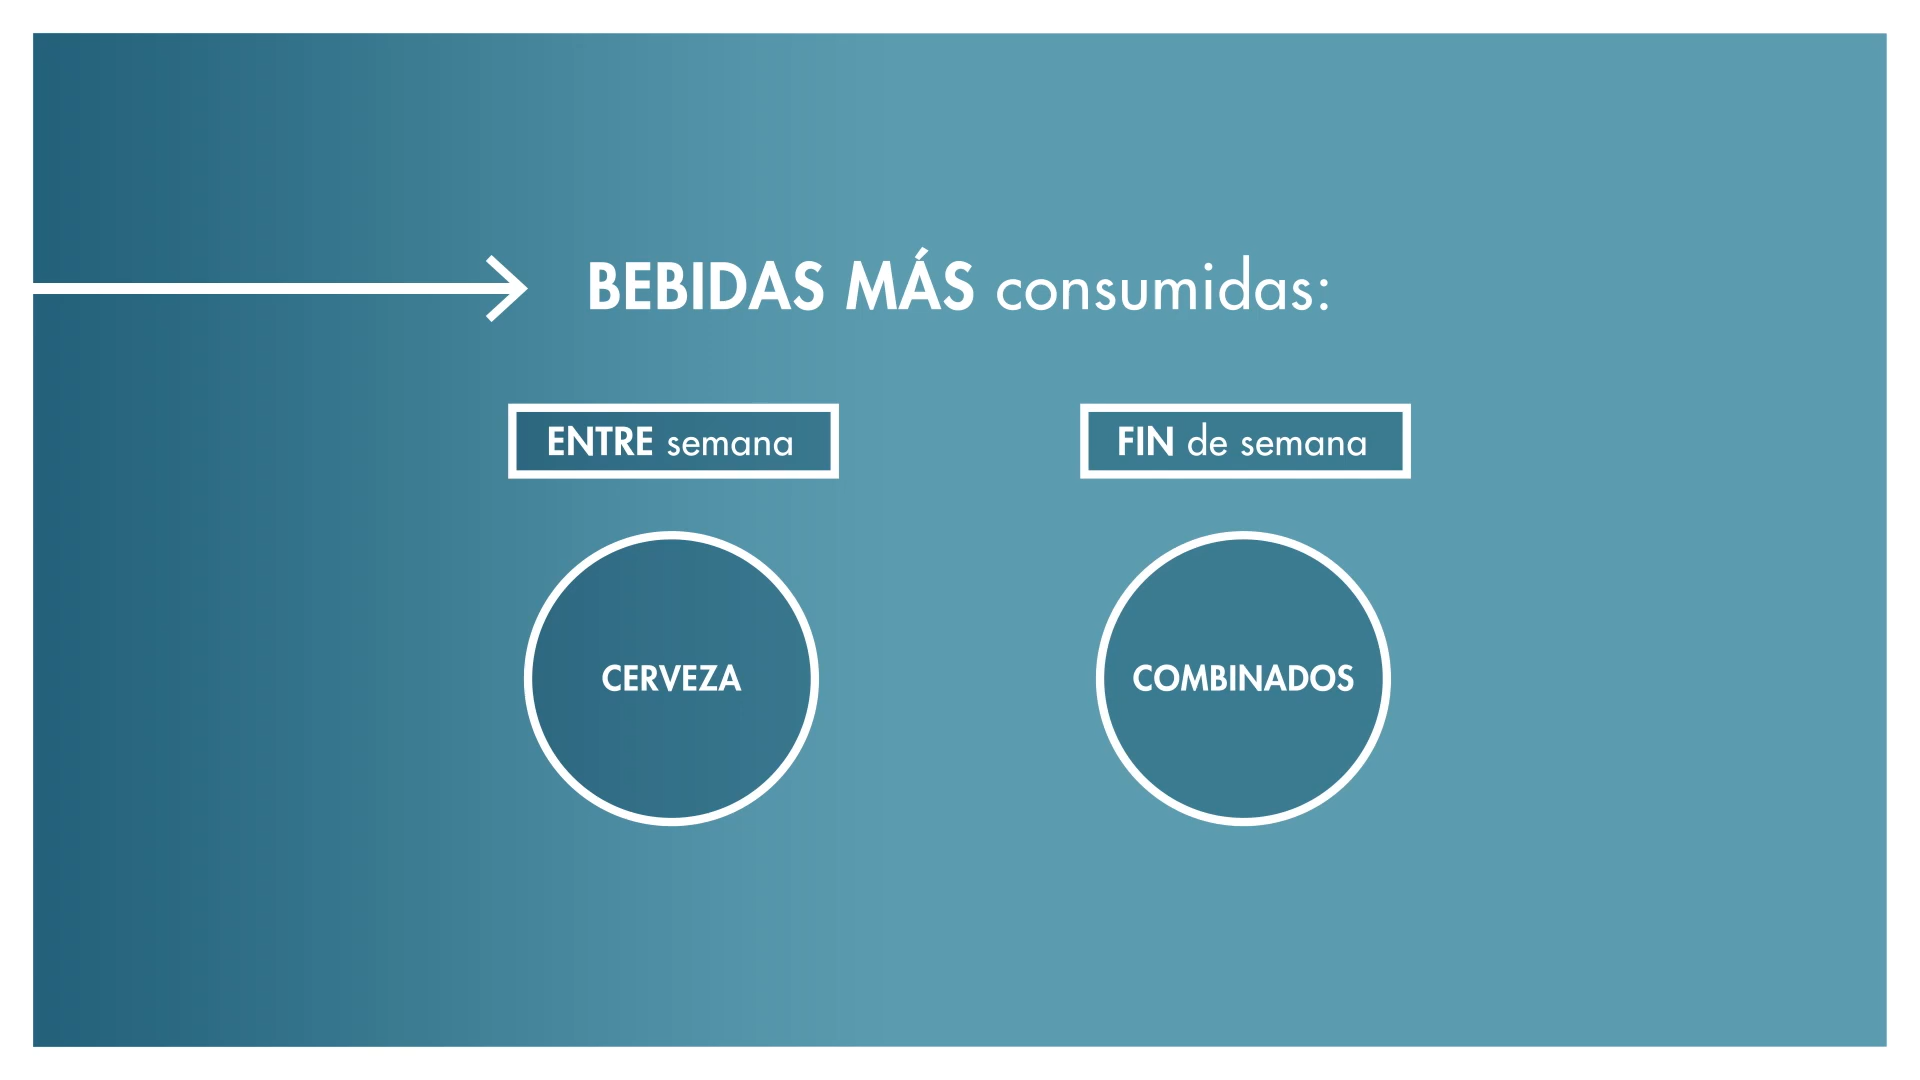 BEBIDAS MÁS consumidas:
ENTRE semana
FIN de semana
CERVEZA
COMBINADOS